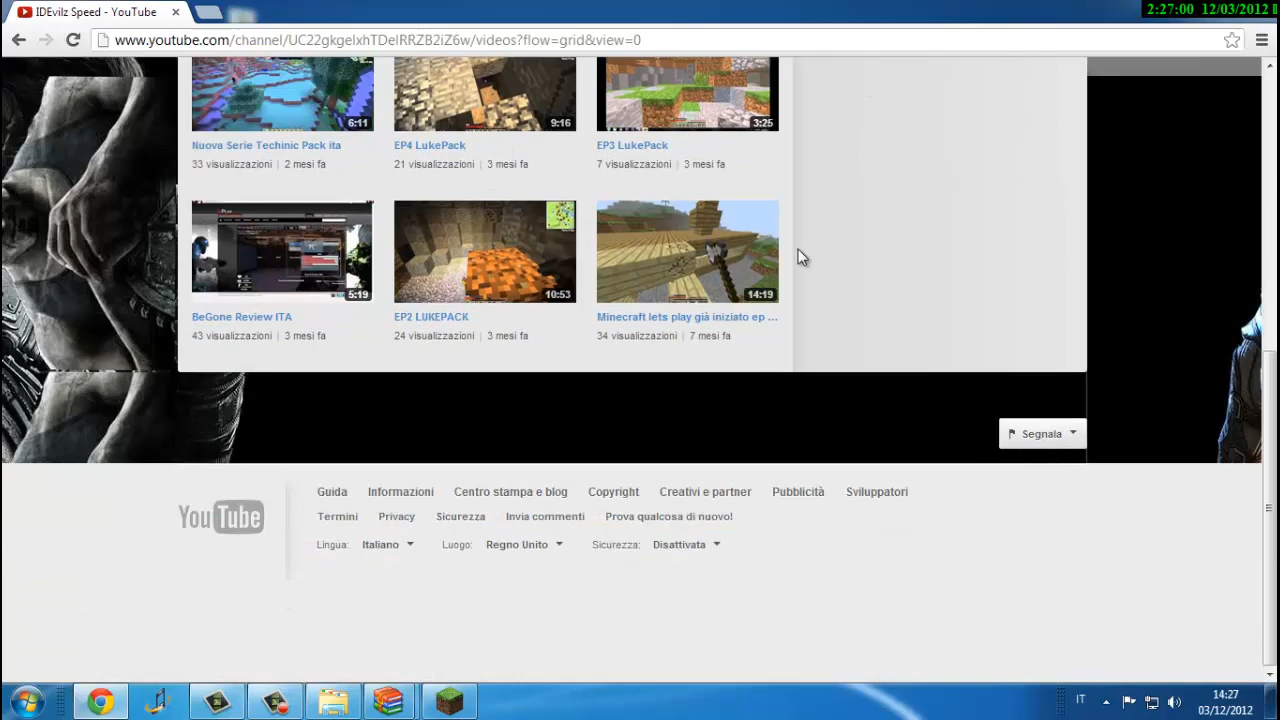 IDEvilz Speed - YouTube
2:27:00 12/03/2012
www.youtube.com/channel/UC22gkgelxhTDelRRZB2iZ6w/videos?flow=grid&view=0
6:11
9:16
3:25
Nuova Serie Techinic Pack ita
EP4 LukePack
EP3 LukePack
33 visualizzazioni | 2 mesi fa
21 visualizzazioni | 3 mesi fa
7 visualizzazioni | 3 mesi fa
5:19
10:53
14:19
BeGone Review ITA
EP2 LUKEPACK
Minecraft lets play già iniziato ep ...
43 visualizzazioni | 3 mesi fa
24 visualizzazioni | 3 mesi fa
34 visualizzazioni | 7 mesi fa
Segnala
YouTube
Guida Informazioni Centro stampa e blog Copyright Creativi e partner Pubblicità Sviluppatori
Termini Privacy Sicurezza Invia commenti Prova qualcosa di nuovo!
Lingua: Italiano Luogo: Regno Unito Sicurezza: Disattivata
IT
14:27
03/12/2012